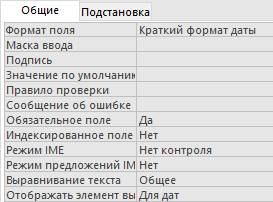 Общие Подстановка
Формат поля Краткий формат даты
Маска ввода
Подпись
Значение по умолчани
Правило проверки
Сообщение об ошибке
Обязательное поле Да
Индексированное поле Нет
Режим IME Нет контроля
Режим предложений IM Нет
Выравнивание текста Общее
Отображать элемент вы Для дат